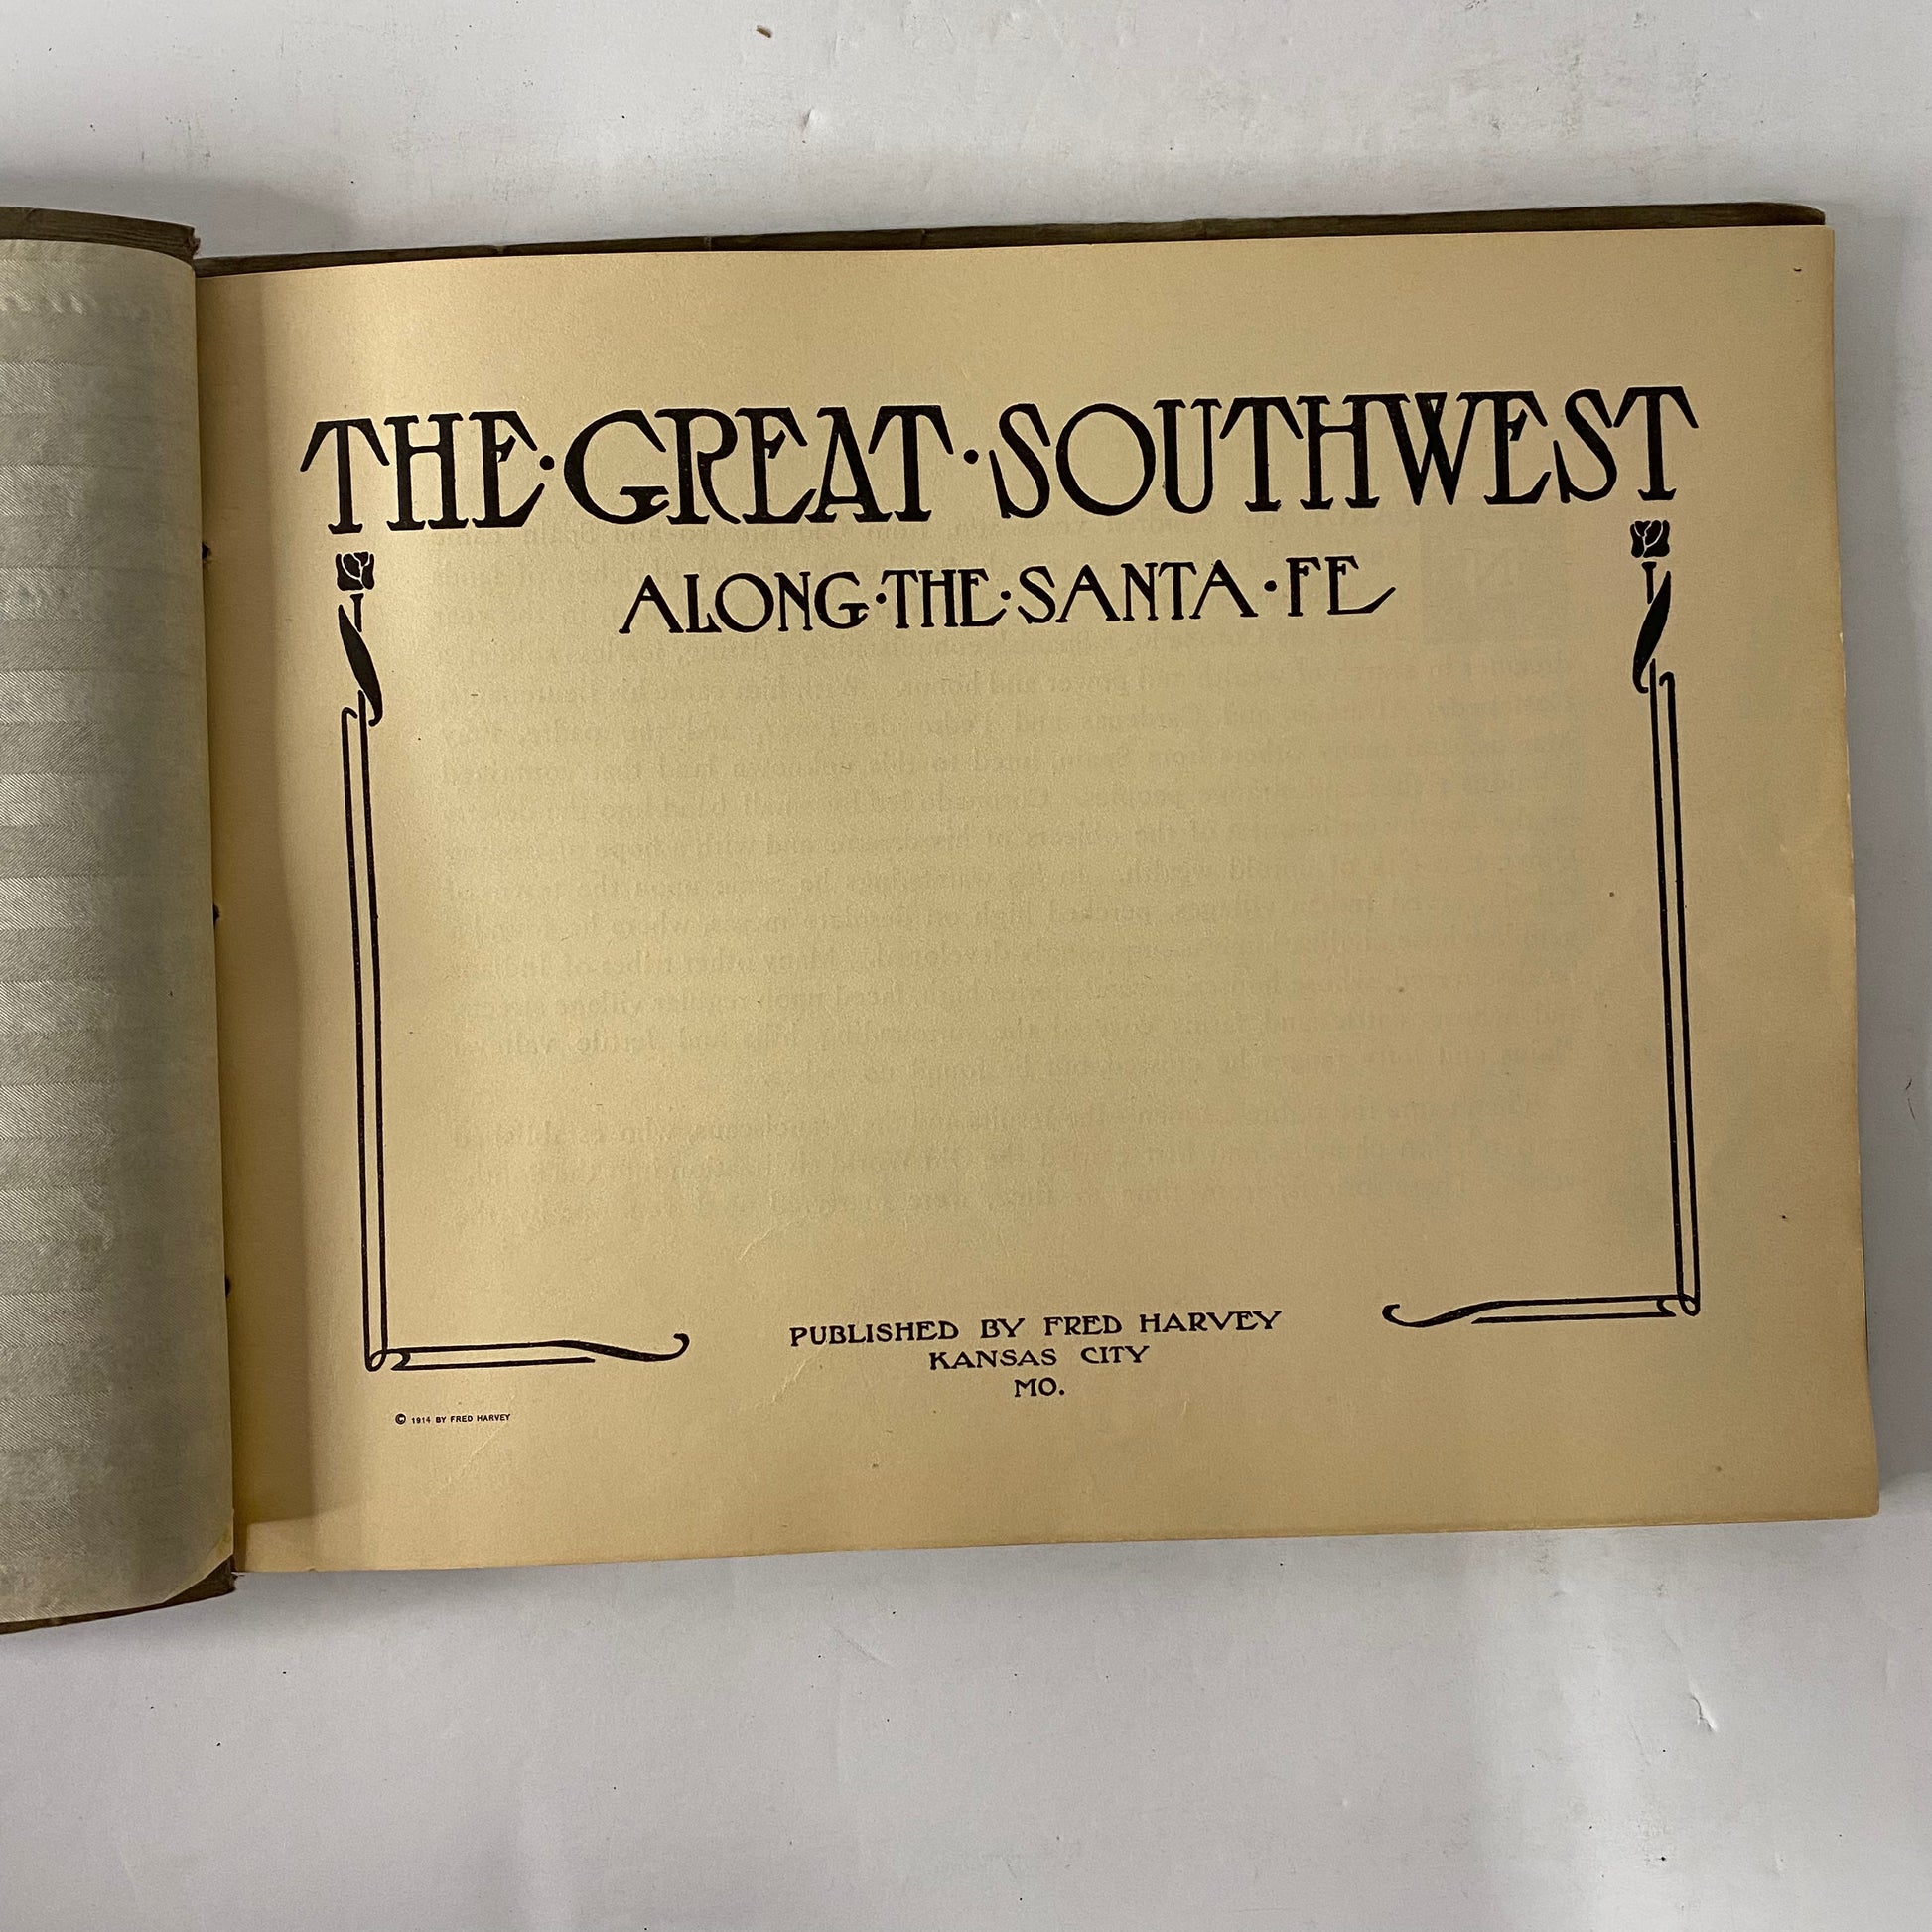 THE·GREAT·SOUTHWEST
ALONG·THE·SANTA·FE
PUBLISHED BY FRED HARVEY
KANSAS CITY
MO.
© 1914 BY FRED HARVEY